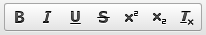 B I U S x² x₂ Tx